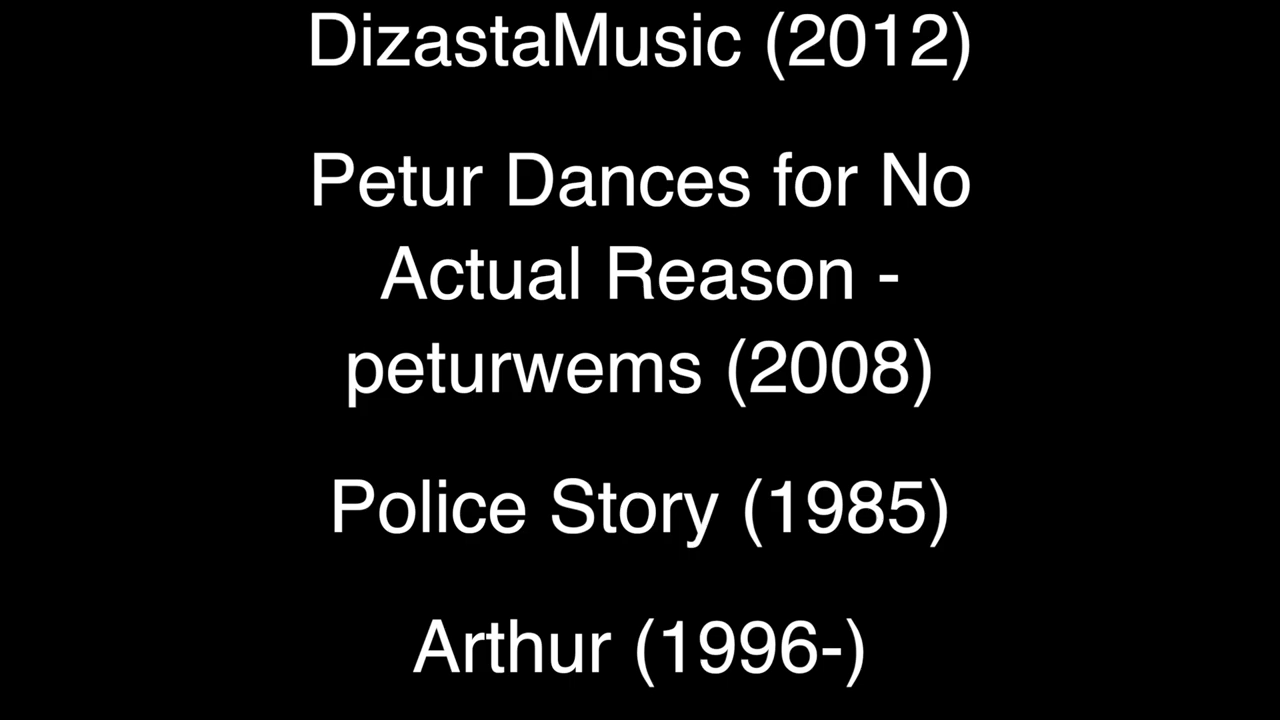 DizastaMusic (2012)
Petur Dances for No
Actual Reason -
peturwems (2008)
Police Story (1985)
Arthur (1996-)